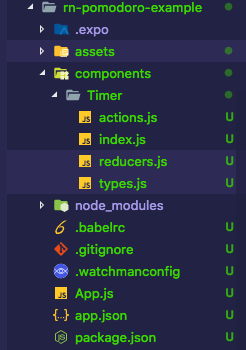 rn-pomodoro-example
.expo
assets
components
Timer
actions.js U
index.js U
reducers.js U
types.js U
node_modules
.babelrc U
.gitignore U
.watchmanconfig U
App.js U
app.json U
package.json U